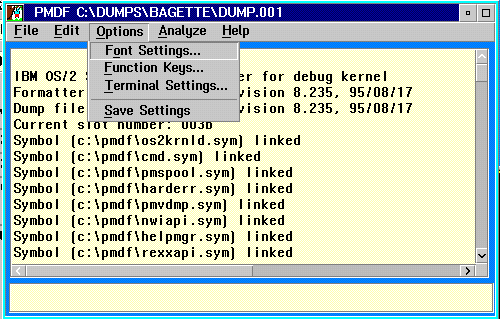 PMDF C:\DUMPS\BAGETTE\DUMP.001
File Edit Options Analyze Help
Font Settings...
Function Keys...
Terminal Settings...
Save Settings
IBM OS/2 S er for debug kernel
Formatter vision 8.235, 95/08/17
Dump file vision 8.235, 95/08/17
Current slot number: 003b
Symbol (c:\pmdf\os2krnld.sym) linked
Symbol (c:\pmdf\cmd.sym) linked
Symbol (c:\pmdf\pmspool.sym) linked
Symbol (c:\pmdf\harderr.sym) linked
Symbol (c:\pmdf\pmvdmp.sym) linked
Symbol (c:\pmdf\nwiapi.sym) linked
Symbol (c:\pmdf\helpmgr.sym) linked
Symbol (c:\pmdf\rexxapi.sym) linked